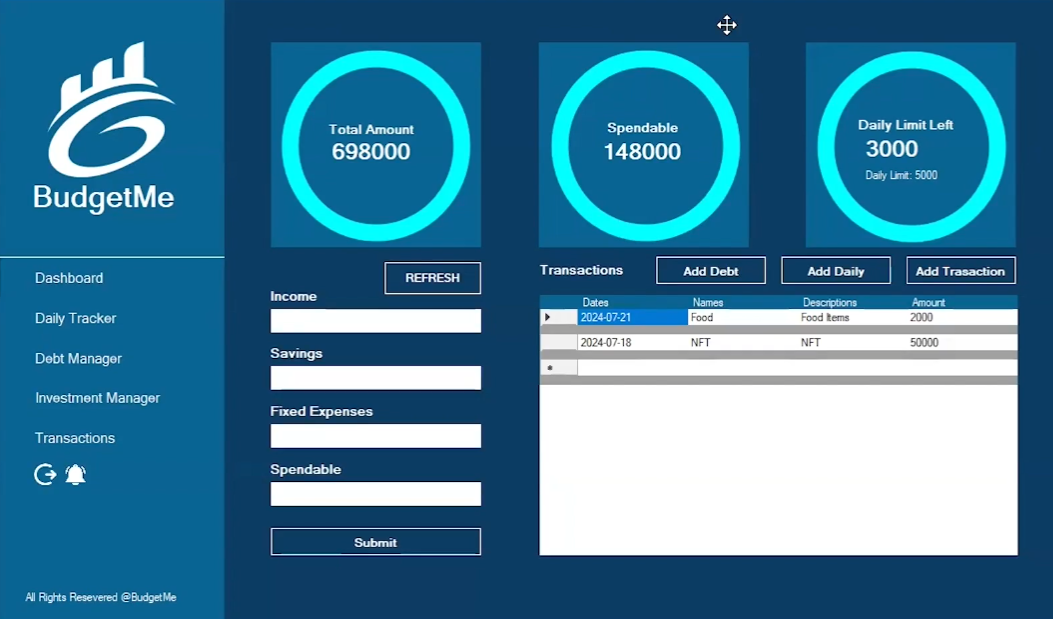 BudgetMe
Dashboard
Daily Tracker
Debt Manager
Investment Manager
Transactions
All Rights Resevered @BudgetMe
Total Amount
698000
Spendable
148000
Daily Limit Left
3000
Daily Limit: 5000
REFRESH
Income
Savings
Fixed Expenses
Spendable
Submit
Transactions Add Debt Add Daily Add Trasaction
Dates Names Descriptions Amount
2024-07-21 Food Food Items 2000
2024-07-18 NFT NFT 50000